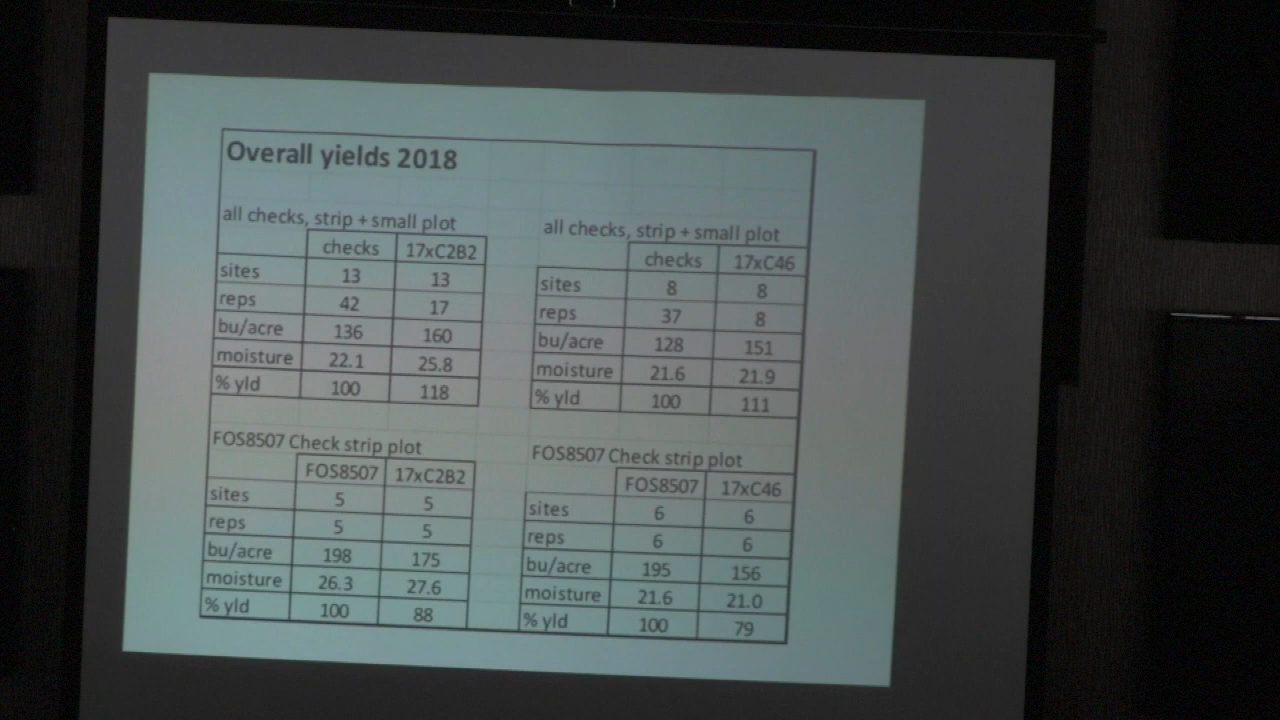 Overall yields 2018
all checks, strip + small plot
checks 17xC2B2
sites 13 13
reps 42 17
bu/acre 136 160
moisture 22.1 25.8
% yld 100 118
all checks, strip + small plot
checks 17xC46
sites 8 8
reps 37 8
bu/acre 128 151
moisture 21.6 21.9
% yld 100 111
FOS8507 Check strip plot
FOS8507 17xC2B2
sites 5 5
reps 5 5
bu/acre 198 175
moisture 26.3 27.6
% yld 100 88
FOS8507 Check strip plot
FOS8507 17xC46
sites 6 6
reps 6 6
bu/acre 195 156
moisture 21.6 21.0
% yld 100 79